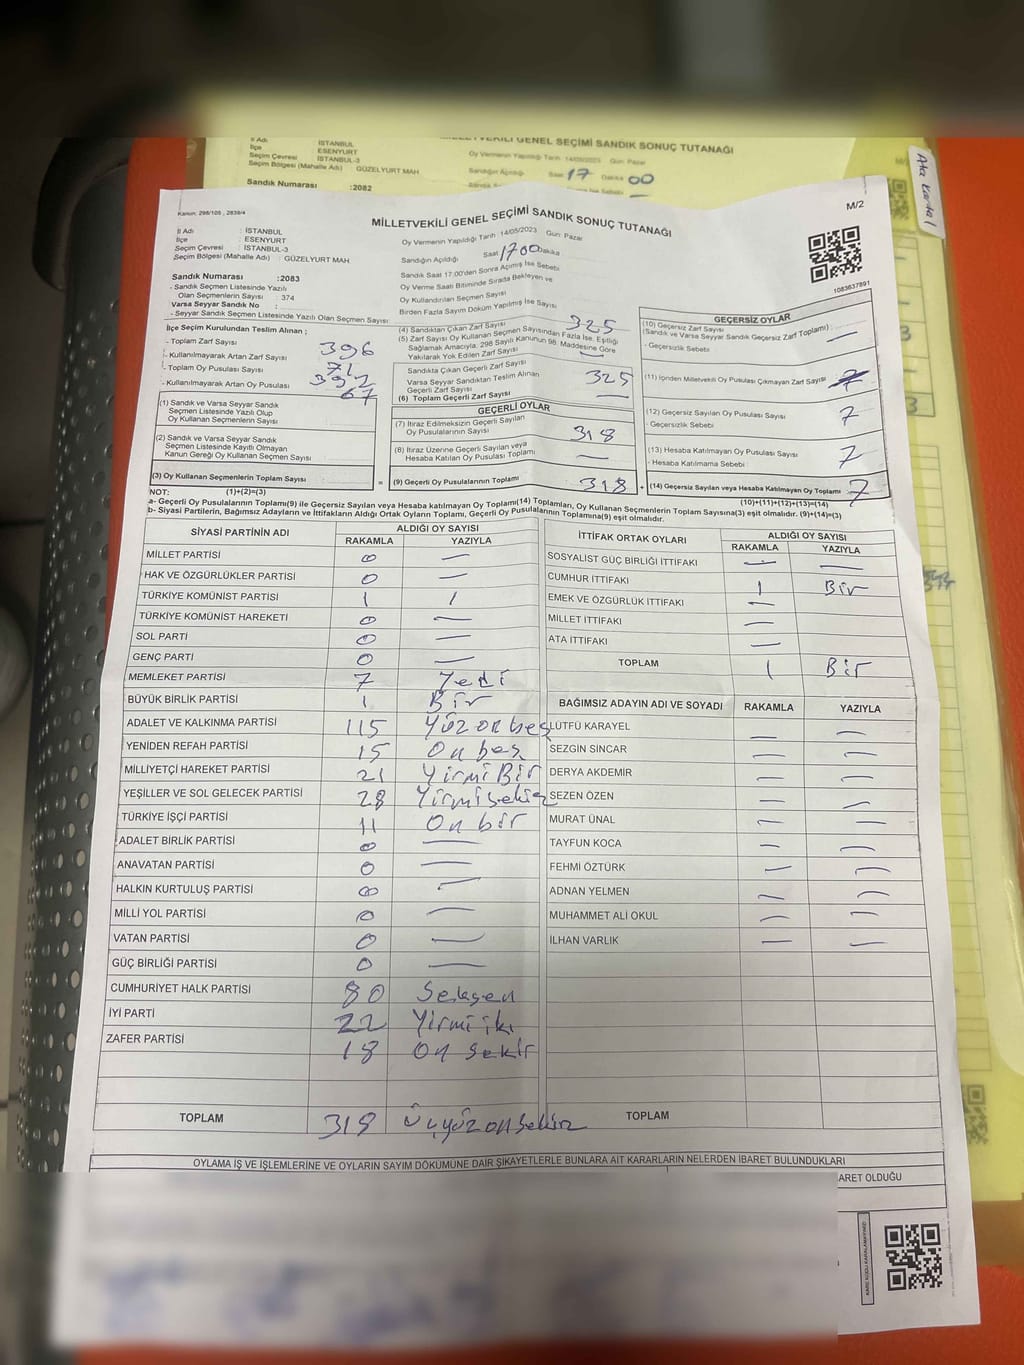 MİLLETVEKİLİ GENEL SEÇİMİ SANDIK SONUÇ TUTANAĞI
İl Adı : İSTANBUL
İlçe : ESENYURT
Seçim Çevresi : İSTANBUL-3
Seçim Bölgesi (Mahalle Adı) : GÜZELYURT MAH
Oy Vermenin Yapıldığı Tarih 14/05/2023 Gün: Pazar
Sandığın Açıldığı Saat 17 Dakika 00
Sandık Numarası :2082
Kanun: 298/105 , 2839/4
M/2
MİLLETVEKİLİ GENEL SEÇİMİ SANDIK SONUÇ TUTANAĞI
İl Adı : İSTANBUL
İlçe : ESENYURT
Seçim Çevresi : İSTANBUL-3
Seçim Bölgesi (Mahalle Adı) : GÜZELYURT MAH
Oy Vermenin Yapıldığı Tarih 14/05/2023 Gün: Pazar
Sandığın Açıldığı Saat 17 00 Dakika
Sandık Saat 17.00'den Sonra Açılmış İse Sebebi
Oy Verme Saati Bitiminde Sırada Bekleyen ve
Oy Kullandırılan Seçmen Sayısı
Birden Fazla Sayım Döküm Yapılmış İse Sayısı
1083637891
Sandık Numarası :2083
- Sandık Seçmen Listesinde Yazılı
Olan Seçmenlerin Sayısı : 374
Varsa Seyyar Sandık No :
- Seyyar Sandık Seçmen Listesinde Yazılı Olan Seçmen Sayısı:
İlçe Seçim Kurulundan Teslim Alınan ;
- Toplam Zarf Sayısı 396
- Kullanılmayarak Artan Zarf Sayısı 71
- Toplam Oy Pusulası Sayısı 392
- Kullanılmayarak Artan Oy Pusulası 67
(1) Sandık ve Varsa Seyyar Sandık
Seçmen Listesinde Yazılı Olup
Oy Kullanan Seçmenlerin Sayısı
(2) Sandık ve Varsa Seyyar Sandık
Seçmen Listesinde Kayıtlı Olmayan
Kanun Gereği Oy Kullanan Seçmen Sayısı
(3) Oy Kullanan Seçmenlerin Toplam Sayısı
(1)+(2)=(3)
(4) Sandıktan Çıkan Zarf Sayısı 325
(5) Zarf Sayısı Oy Kullanan Seçmen Sayısından Fazla İse, Eşitliği
Sağlamak Amacıyla, 298 Sayılı Kanunun 98. Maddesine Göre
Yakılarak Yok Edilen Zarf Sayısı —
Sandıkta Çıkan Geçerli Zarf Sayısı 325
Varsa Seyyar Sandıktan Teslim Alınan
Geçerli Zarf Sayısı —
(6) Toplam Geçerli Zarf Sayısı
GEÇERLİ OYLAR
(7) İtiraz Edilmeksizin Geçerli Sayılan
Oy Pusulalarının Sayısı 318
(8) İtiraz Üzerine Geçerli Sayılan veya
Hesaba Katılan Oy Pusulası Toplamı —
(9) Geçerli Oy Pusulalarının Toplamı 318
GEÇERSİZ OYLAR
(10) Geçersiz Zarf Sayısı
(Sandık ve Varsa Seyyar Sandık Geçersiz Zarf Toplamı) : —
- Geçersizlik Sebebi
(11) İçinden Milletvekili Oy Pusulası Çıkmayan Zarf Sayısı
(12) Geçersiz Sayılan Oy Pusulası Sayısı 7
- Geçersizlik Sebebi
(13) Hesaba Katılmayan Oy Pusulası Sayısı 7
- Hesaba Katılmama Sebebi
(14) Geçersiz Sayılan veya Hesaba Katılmayan Oy Toplamı 7
(10)+(11)+(12)+(13)=(14)
NOT:
a- Geçerli Oy Pusulalarının Toplamı(9) ile Geçersiz Sayılan veya Hesaba katılmayan Oy Toplamı(14) Toplamları, Oy Kullanan Seçmenlerin Toplam Sayısına(3) eşit olmalıdır. (9)+(14)=(3)
b- Siyasi Partilerin, Bağımsız Adayların ve İttifakların Aldığı Ortak Oyların Toplamı, Geçerli Oy Pusulalarının Toplamına(9) eşit olmalıdır.
SİYASİ PARTİNİN ADI ALDIĞI OY SAYISI
RAKAMLA YAZIYLA
MİLLET PARTİSİ 0 —
HAK VE ÖZGÜRLÜKLER PARTİSİ 0 —
TÜRKİYE KOMÜNİST PARTİSİ 1 1
TÜRKİYE KOMÜNİST HAREKETİ 0 —
SOL PARTİ 0 —
GENÇ PARTİ 0 —
MEMLEKET PARTİSİ 7 Yedi
BÜYÜK BİRLİK PARTİSİ 1 Bir
ADALET VE KALKINMA PARTİSİ 115 Yüz on beş
YENİDEN REFAH PARTİSİ 15 On beş
MİLLİYETÇİ HAREKET PARTİSİ 21 Yirmi Bir
YEŞİLLER VE SOL GELECEK PARTİSİ 28 Yirmi sekiz
TÜRKİYE İŞÇİ PARTİSİ 11 On bir
ADALET BİRLİK PARTİSİ 0 —
ANAVATAN PARTİSİ 0 —
HALKIN KURTULUŞ PARTİSİ 0 —
MİLLİ YOL PARTİSİ 0 —
VATAN PARTİSİ 0 —
GÜÇ BİRLİĞİ PARTİSİ 0 —
CUMHURİYET HALK PARTİSİ 80 Seksen
İYİ PARTİ 22 Yirmi iki
ZAFER PARTİSİ 18 On sekiz
TOPLAM 318 Üçyüz on sekiz
İTTİFAK ORTAK OYLARI ALDIĞI OY SAYISI
RAKAMLA YAZIYLA
SOSYALİST GÜÇ BİRLİĞİ İTTİFAKI — —
CUMHUR İTTİFAKI 1 Bir
EMEK VE ÖZGÜRLÜK İTTİFAKI —
MİLLET İTTİFAKI —
ATA İTTİFAKI —
TOPLAM 1 Bir
BAĞIMSIZ ADAYIN ADI VE SOYADI RAKAMLA YAZIYLA
LÜTFÜ KARAYEL — —
SEZGİN SİNCAR — —
DERYA AKDEMİR — —
SEZEN ÖZEN — —
MURAT ÜNAL — —
TAYFUN KOCA — —
FEHMİ ÖZTÜRK — —
ADNAN YELMEN — —
MUHAMMET ALİ OKUL — —
İLHAN VARLIK — —
TOPLAM
OYLAMA İŞ VE İŞLEMLERİNE VE OYLARIN SAYIM DÖKÜMÜNE DAİR ŞİKAYETLERLE BUNLARA AİT KARARLARIN NELERDEN İBARET BULUNDUKLARI
ARET OLDUĞU